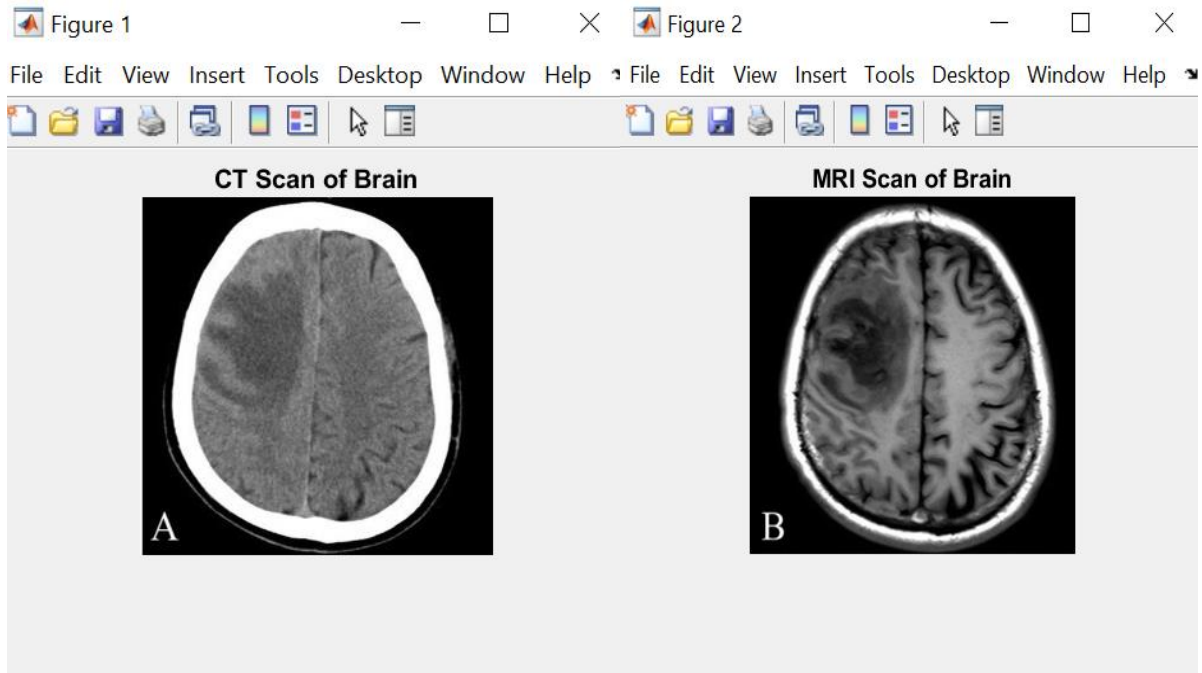 Figure 1
File Edit View Insert Tools Desktop Window Help
CT Scan of Brain
A
Figure 2
File Edit View Insert Tools Desktop Window Help
MRI Scan of Brain
B